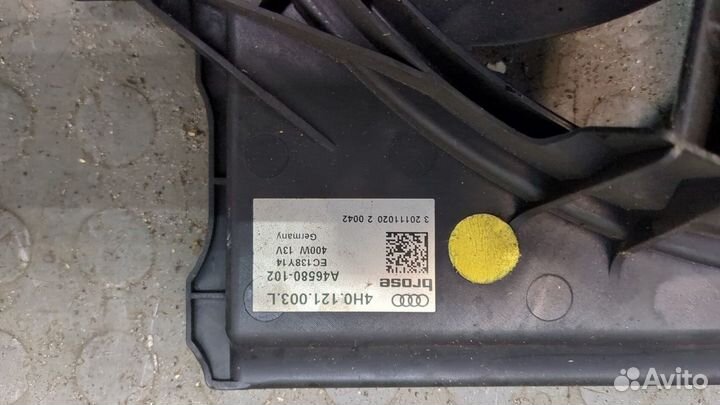 4H0.121.003.L
brose
A46580-102
EC138Y14
400W 13V
Germany
3 20111020 2 0042
Avito